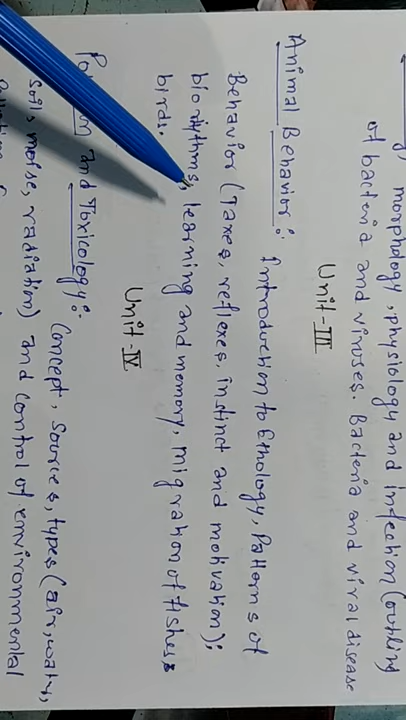 morphology, physiology and infection (outline
of bacteria and viruses. Bacteria and viral disease
Unit-III
Animal Behavior:- Introduction to Ethology, Patterns of
Behavior (Taxes, reflexes, instinct and motivation);
biorhythms, learning and memory, migration of fishes &
birds.
Unit-IV
and Toxicology:- Concept, Sources, types (air, water,
soil, noise, radiation) and control of environmental